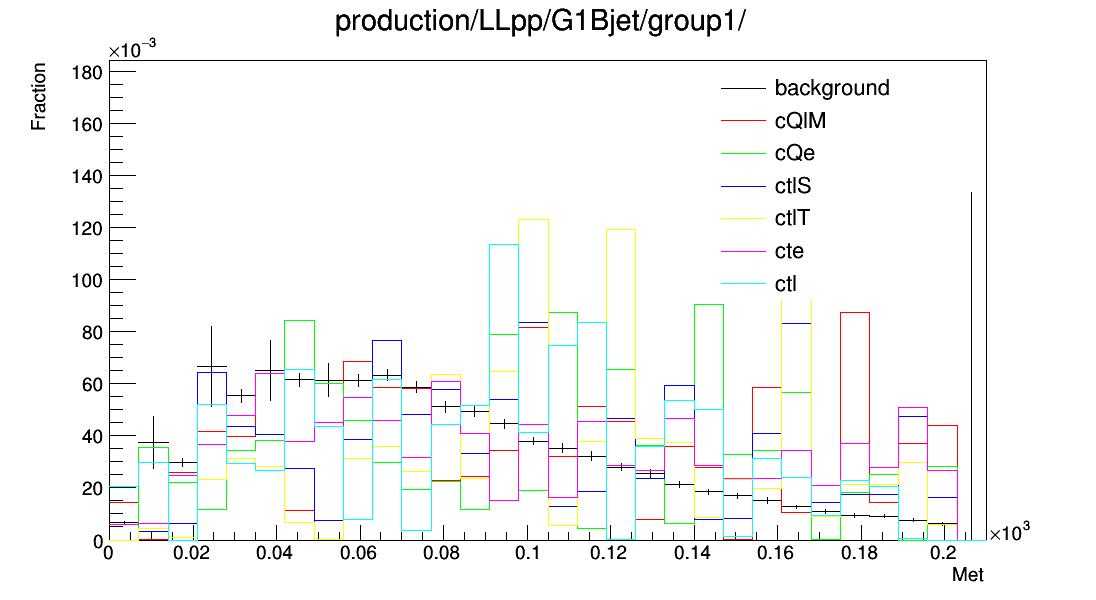 production/LLpp/G1Bjet/group1/
×10⁻³
Fraction
180
160
140
120
100
80
60
40
20
0
background
cQlM
cQe
ctlS
ctlT
cte
ctl
0 0.02 0.04 0.06 0.08 0.1 0.12 0.14 0.16 0.18 0.2
×10³
Met